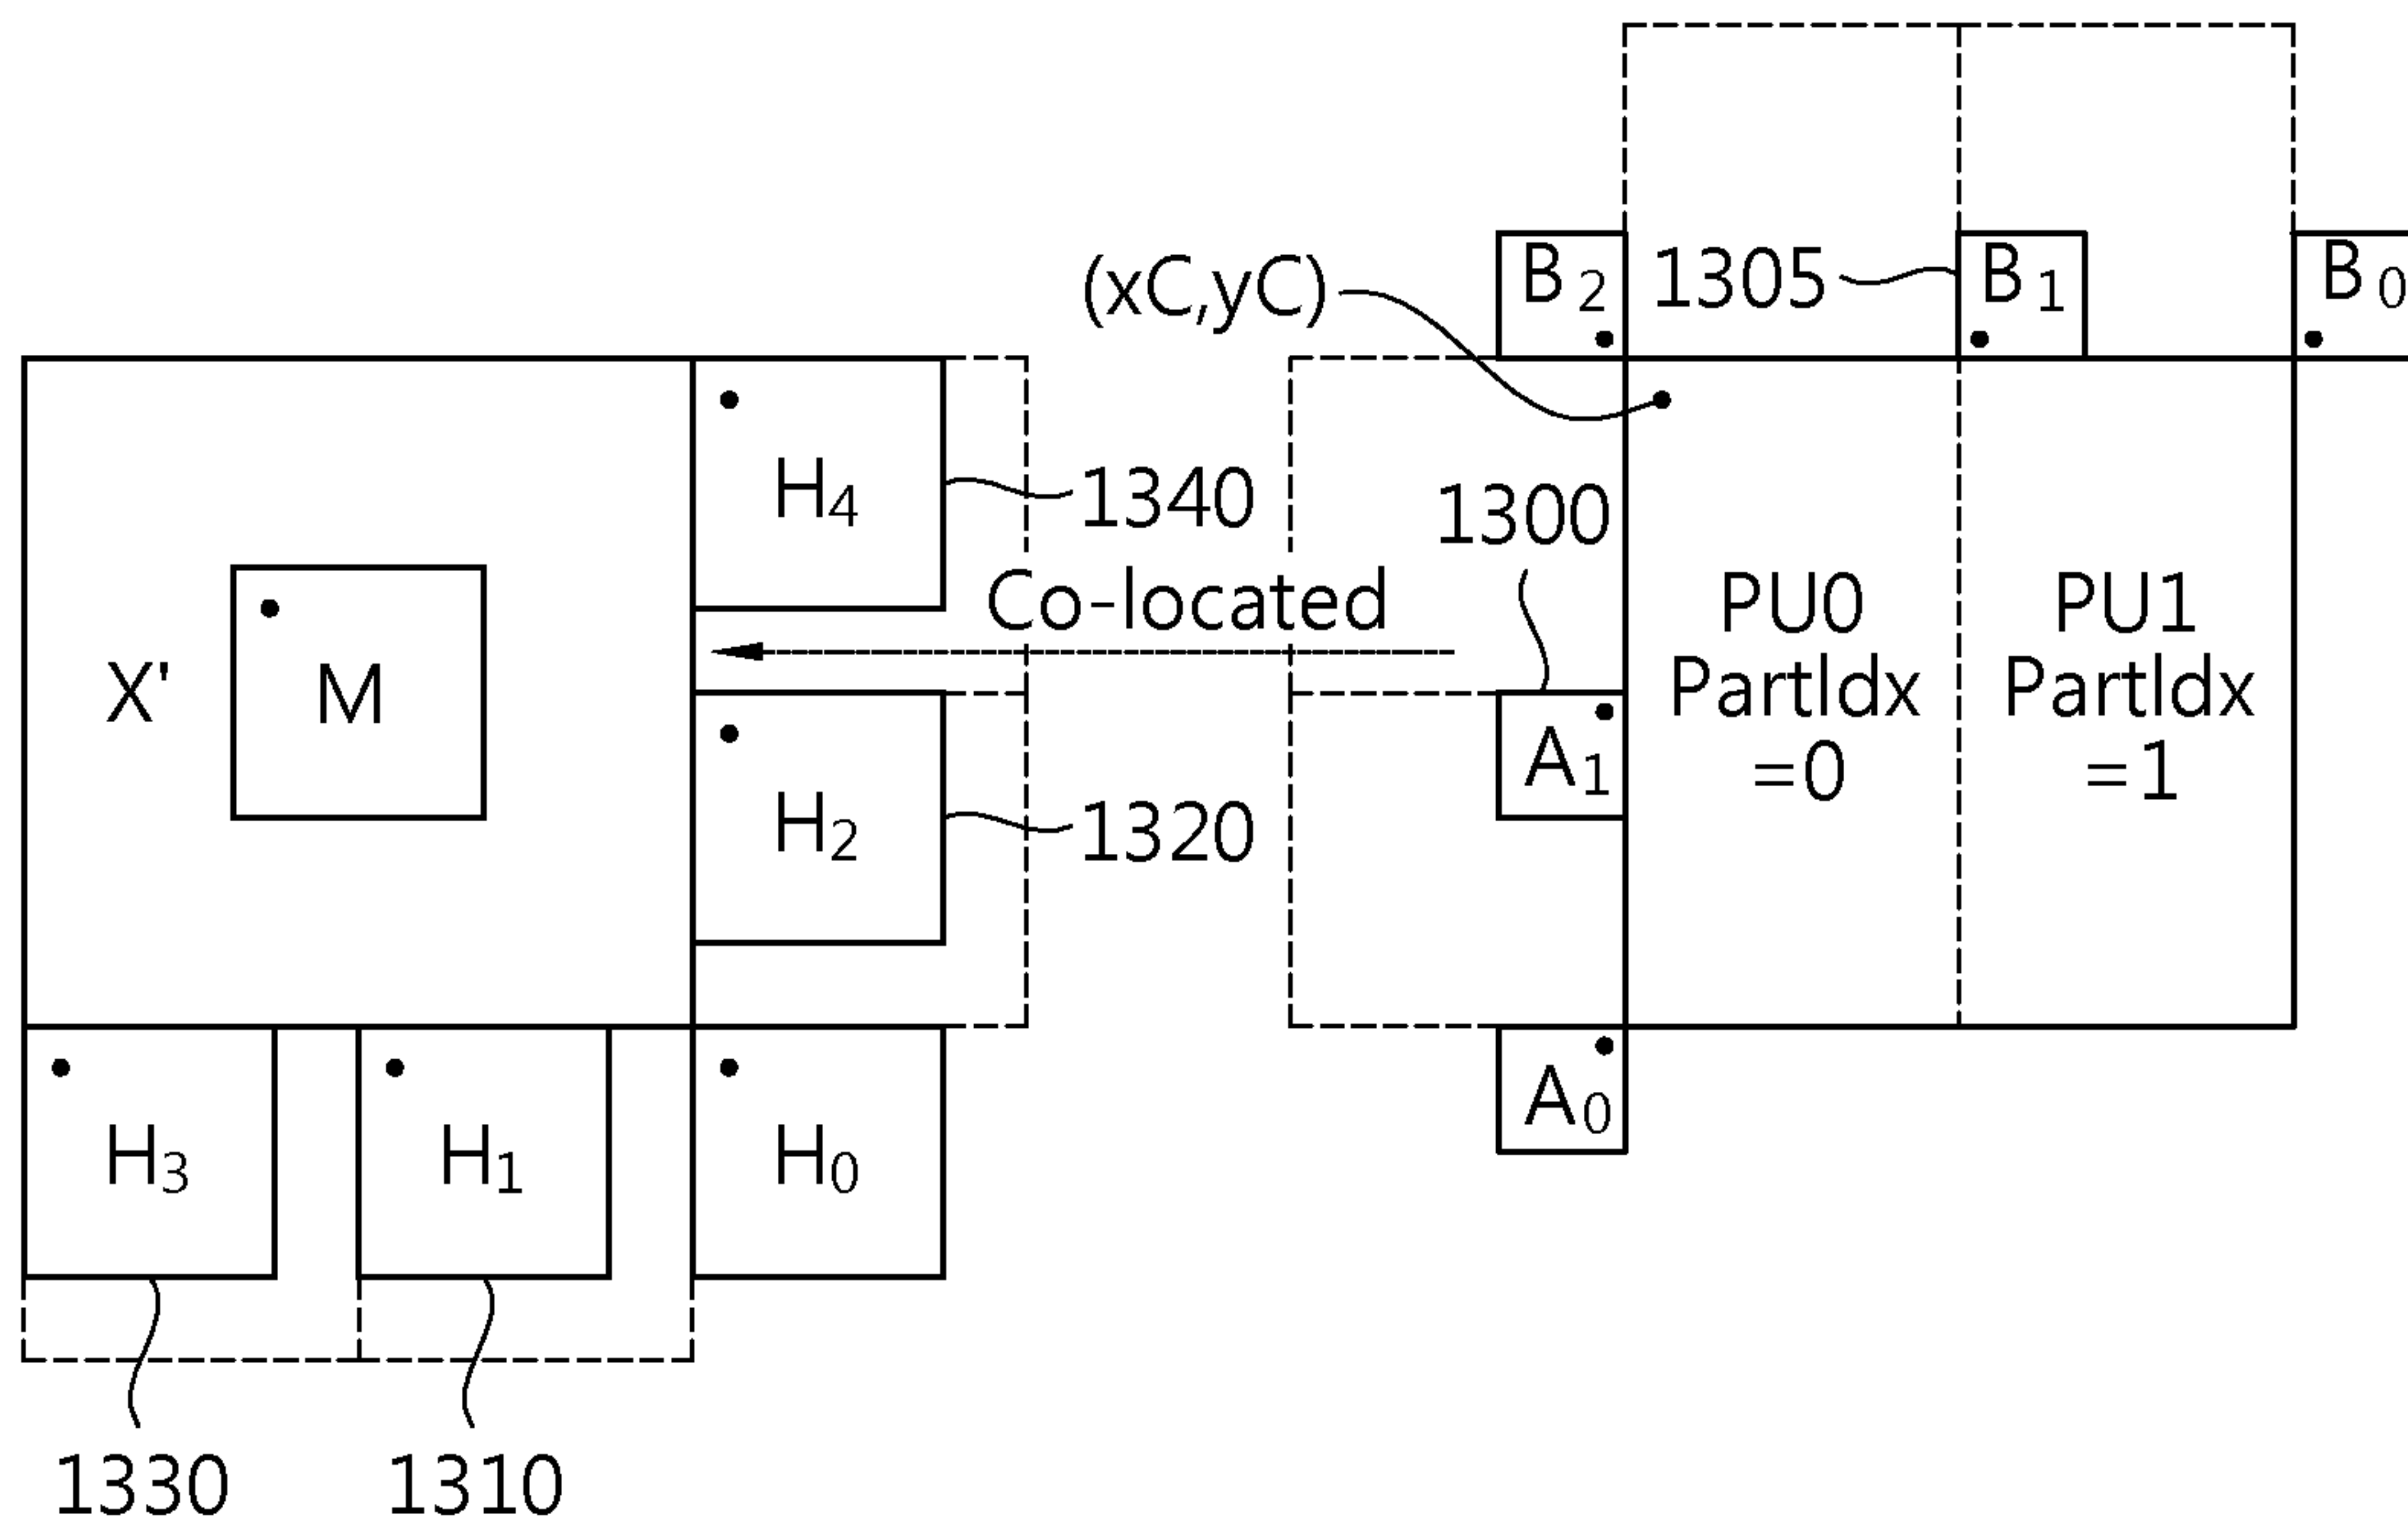 B2 1305 B1 B0
(xC,yC)
H4
1340
1300
Co-located
PU0
PartIdx
=0
PU1
PartIdx
=1
X'
M
A1
H2
1320
A0
H3
H1
H0
1330
1310